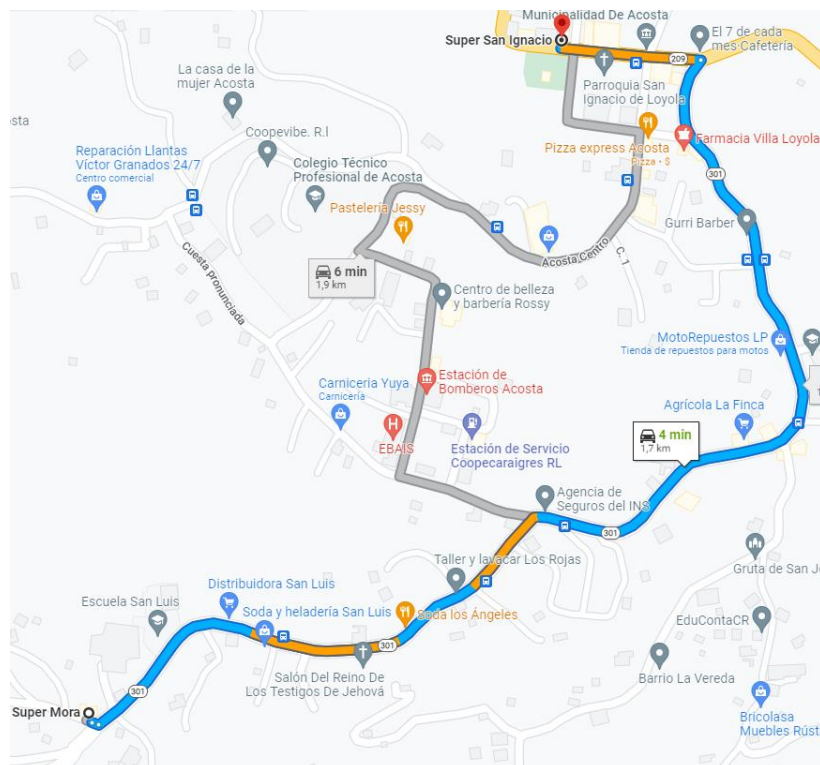 Municipalidad De Acosta
Super San Ignacio
El 7 de cada
mes Cafetería
209
Parroquia San
Ignacio de Loyola
La casa de la
mujer Acosta
Coopevibe. R.l
Reparación Llantas
Víctor Granados 24/7
Centro comercial
Colegio Técnico
Profesional de Acosta
Pizza express Acosta
Pizza • $
Farmacia Villa Loyola
301
Pastelería Jessy
Gurri Barber
Acosta Centro
C. 1
Cuesta pronunciada
6 min
1,9 km
Centro de belleza
y barbería Rossy
MotoRepuestos LP
Tienda de repuestos para motos
Estación de
Bomberos Acosta
Carniceria Yuya
Carnicería
Agrícola La Finca
H
EBAIS
Estación de Servicio
Coopecaraigres RL
4 min
1,7 km
Agencia de
Seguros del INS
301
Taller y lavacar Los Rojas
Gruta de San Jo
Distribuidora San Luis
Escuela San Luis
Soda y heladería San Luis
Soda los Ángeles
EduContaCR
301
Salón Del Reino De
Los Testigos De Jehová
Barrio La Vereda
301
Super Mora
Bricolasa
Muebles Rúst